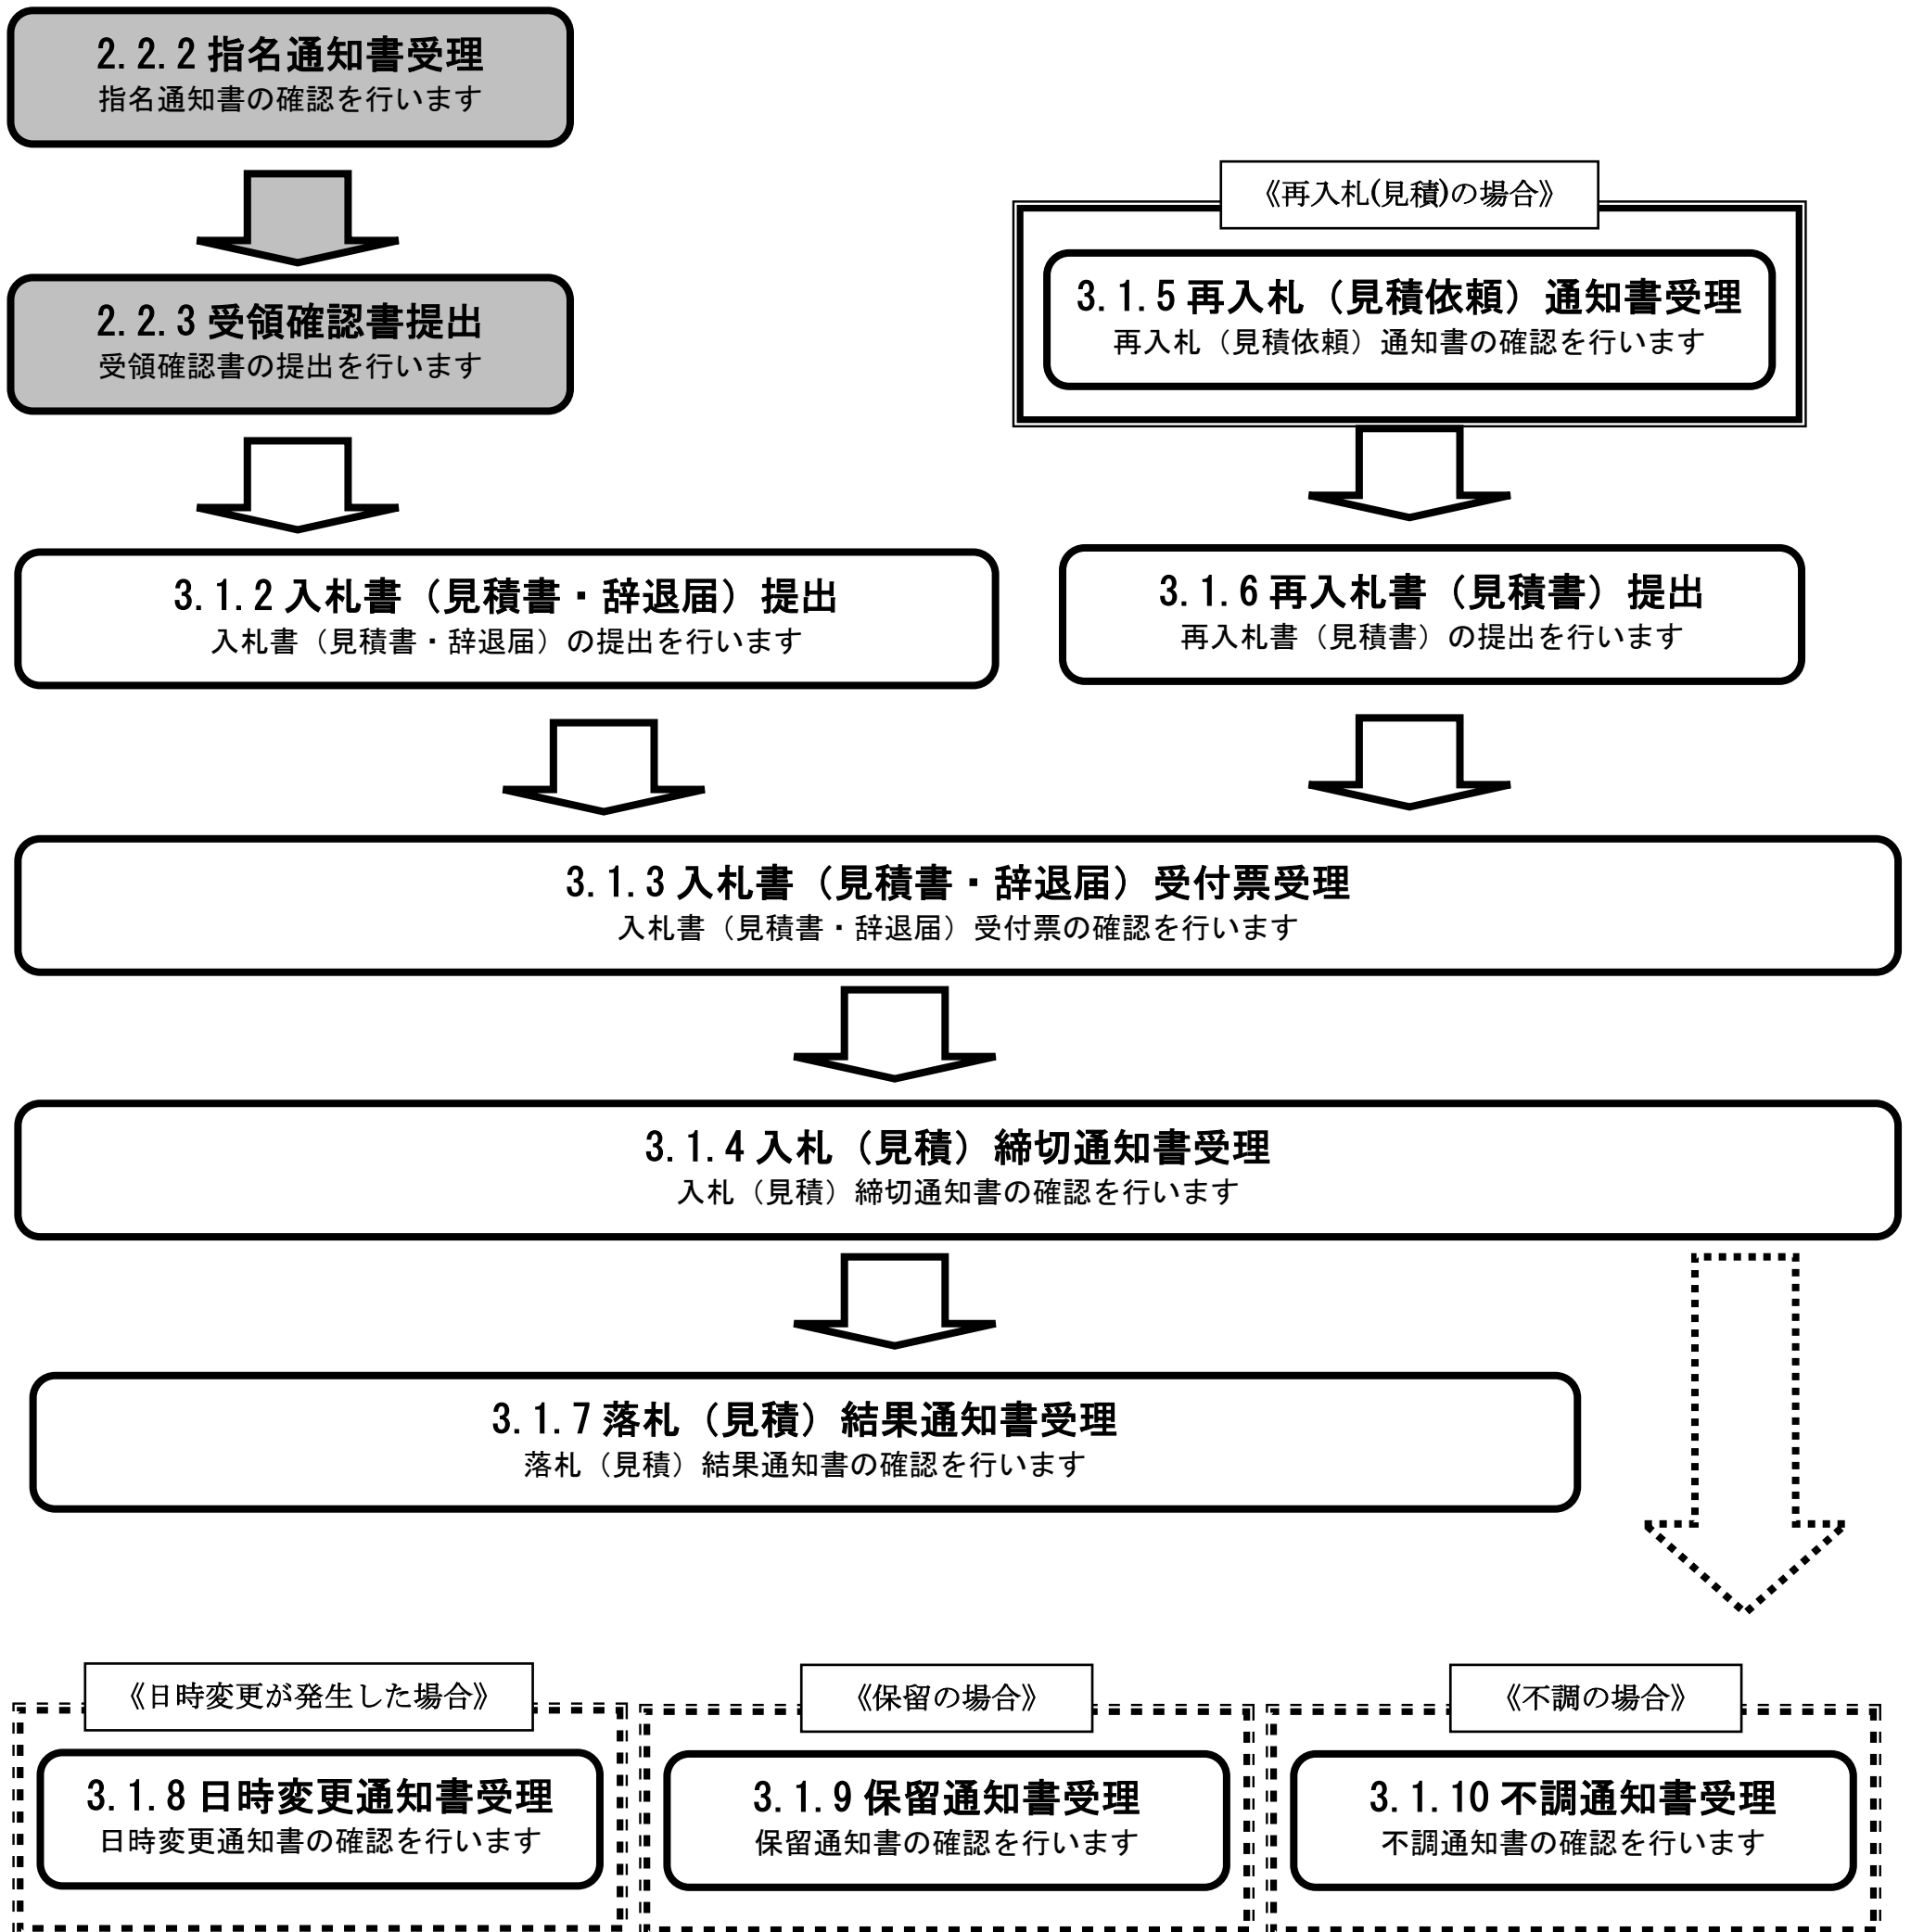 2.2.2 指名通知書受理
指名通知書の確認を行います
2.2.3 受領確認書提出
受領確認書の提出を行います
《再入札(見積)の場合》
3.1.5 再入札（見積依頼）通知書受理
再入札（見積依頼）通知書の確認を行います
3.1.2 入札書（見積書・辞退届）提出
入札書（見積書・辞退届）の提出を行います
3.1.6 再入札書（見積書）提出
再入札書（見積書）の提出を行います
3.1.3 入札書（見積書・辞退届）受付票受理
入札書（見積書・辞退届）受付票の確認を行います
3.1.4 入札（見積）締切通知書受理
入札（見積）締切通知書の確認を行います
3.1.7 落札（見積）結果通知書受理
落札（見積）結果通知書の確認を行います
《日時変更が発生した場合》
3.1.8 日時変更通知書受理
日時変更通知書の確認を行います
《保留の場合》
3.1.9 保留通知書受理
保留通知書の確認を行います
《不調の場合》
3.1.10 不調通知書受理
不調通知書の確認を行います